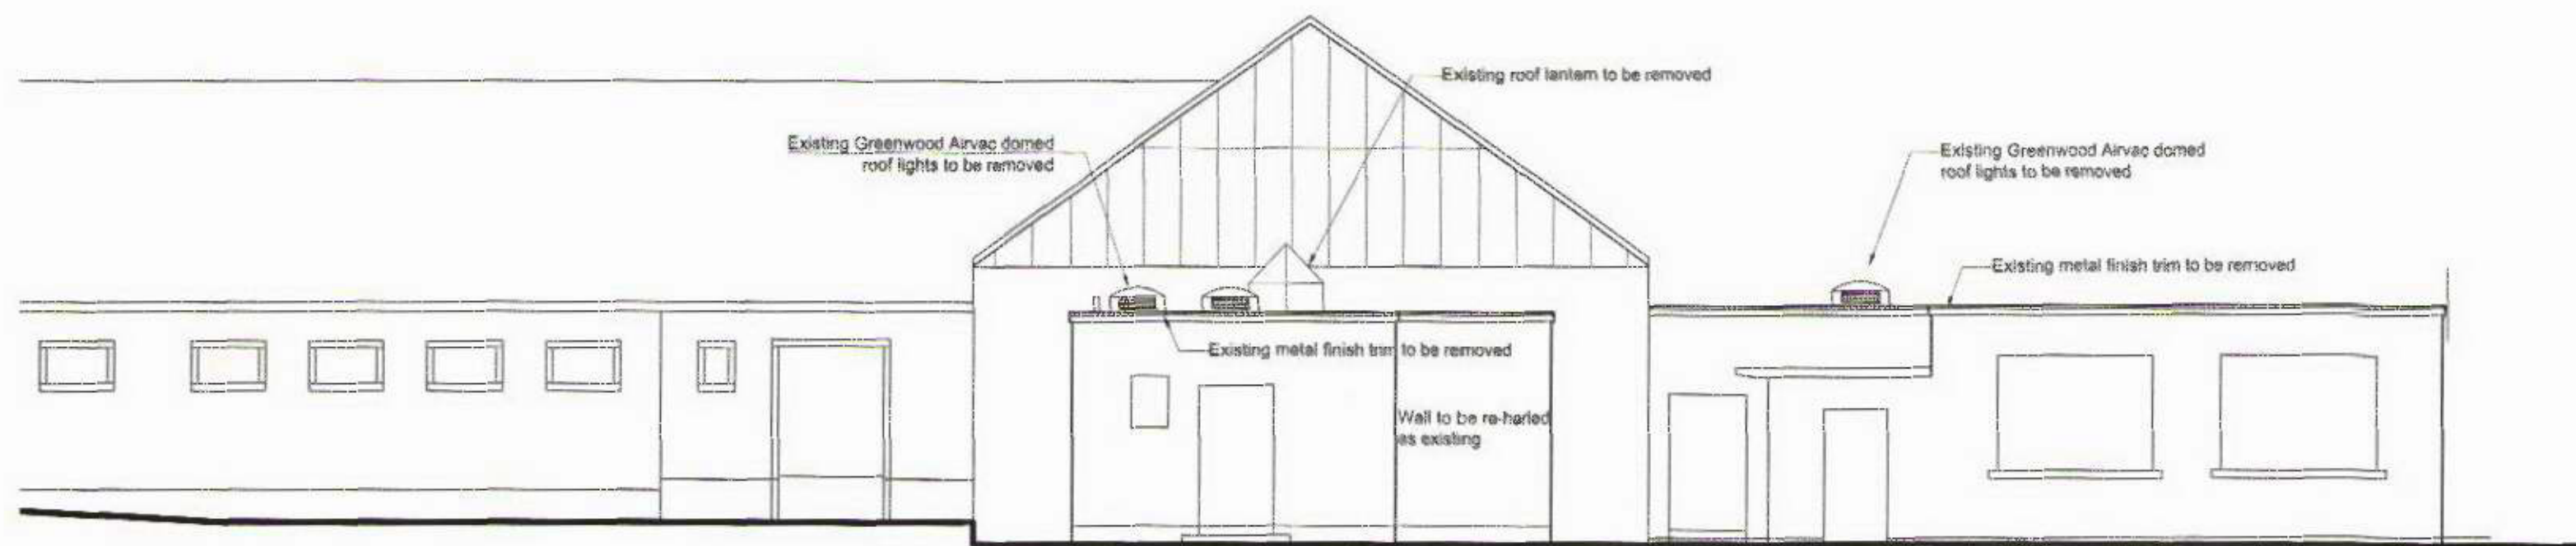 Existing roof lantern to be removed
Existing Greenwood Airvac domed
roof lights to be removed
Existing Greenwood Airvac domed
roof lights to be removed
Existing metal finish trim to be removed
Existing metal finish trim to be removed
Wall to be re-harled
as existing